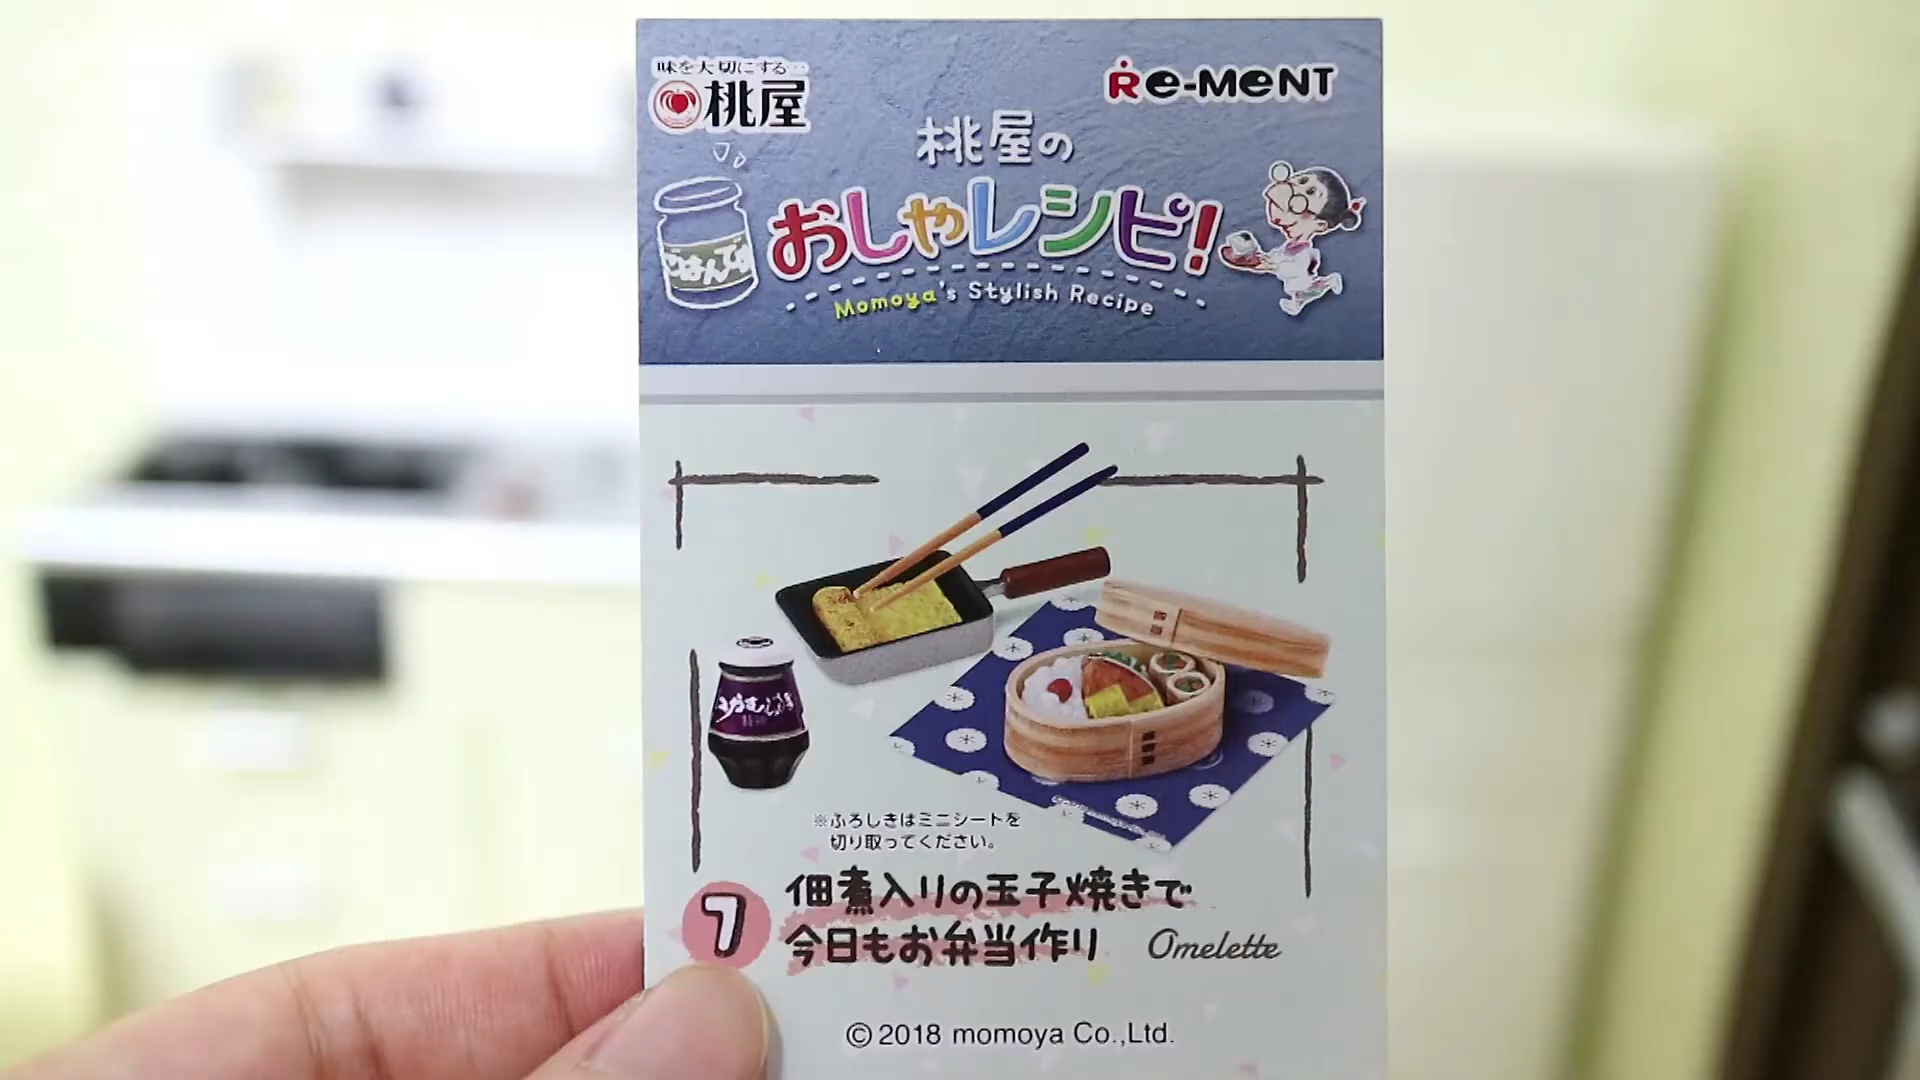 味を大切にする…
桃屋
Re-MeNT
桃屋の
おしゃレシピ!
Momoya's Stylish Recipe
ごはんですよ
特選
※ふろしきはミニシートを
切り取ってください。
7
佃煮入りの玉子焼きで
今日もお弁当作り
Omelette
©2018 momoya Co.,Ltd.